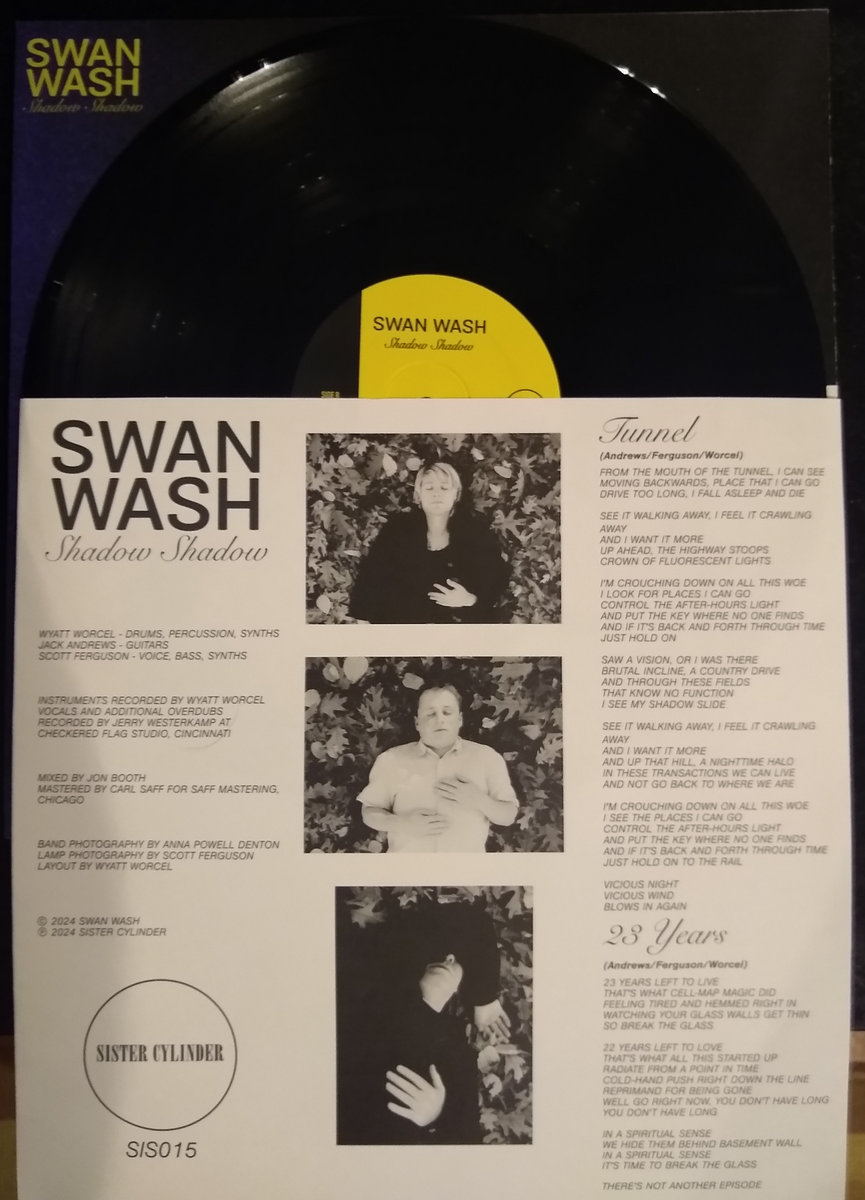 SWAN
WASH
Shadow Shadow
SWAN WASH
Shadow Shadow
SIDE B
SWAN
WASH
Shadow Shadow
WYATT WORCEL - DRUMS, PERCUSSION, SYNTHS
JACK ANDREWS - GUITARS
SCOTT FERGUSON - VOICE, BASS, SYNTHS
INSTRUMENTS RECORDED BY WYATT WORCEL
VOCALS AND ADDITIONAL OVERDUBS
RECORDED BY JERRY WESTERKAMP AT
CHECKERED FLAG STUDIO, CINCINNATI
MIXED BY JON BOOTH
MASTERED BY CARL SAFF FOR SAFF MASTERING,
CHICAGO
BAND PHOTOGRAPHY BY ANNA POWELL DENTON
LAMP PHOTOGRAPHY BY SCOTT FERGUSON
LAYOUT BY WYATT WORCEL
© 2024 SWAN WASH
℗ 2024 SISTER CYLINDER
SISTER CYLINDER
SIS015
Tunnel
(Andrews/Ferguson/Worcel)
FROM THE MOUTH OF THE TUNNEL, I CAN SEE
MOVING BACKWARDS, PLACE THAT I CAN GO
DRIVE TOO LONG, I FALL ASLEEP AND DIE
SEE IT WALKING AWAY, I FEEL IT CRAWLING
AWAY
AND I WANT IT MORE
UP AHEAD, THE HIGHWAY STOOPS
CROWN OF FLUORESCENT LIGHTS
I'M CROUCHING DOWN ON ALL THIS WOE
I LOOK FOR PLACES I CAN GO
CONTROL THE AFTER-HOURS LIGHT
AND PUT THE KEY WHERE NO ONE FINDS
AND IF IT'S BACK AND FORTH THROUGH TIME
JUST HOLD ON
SAW A VISION, OR I WAS THERE
BRUTAL INCLINE, A COUNTRY DRIVE
AND THROUGH THESE FIELDS
THAT KNOW NO FUNCTION
I SEE MY SHADOW SLIDE
SEE IT WALKING AWAY, I FEEL IT CRAWLING
AWAY
AND I WANT IT MORE
AND UP THAT HILL, A NIGHTTIME HALO
IN THESE TRANSACTIONS WE CAN LIVE
AND NOT GO BACK TO WHERE WE ARE
I'M CROUCHING DOWN ON ALL THIS WOE
I SEE THE PLACES I CAN GO
CONTROL THE AFTER-HOURS LIGHT
AND PUT THE KEY WHERE NO ONE FINDS
AND IF IT'S BACK AND FORTH THROUGH TIME
JUST HOLD ON TO THE RAIL
VICIOUS NIGHT
VICIOUS WIND
BLOWS IN AGAIN
23 Years
(Andrews/Ferguson/Worcel)
23 YEARS LEFT TO LIVE
THAT'S WHAT CELL-MAP MAGIC DID
FEELING TIRED AND HEMMED RIGHT IN
WATCHING YOUR GLASS WALLS GET THIN
SO BREAK THE GLASS
22 YEARS LEFT TO LOVE
THAT'S WHAT ALL THIS STARTED UP
RADIATE FROM A POINT IN TIME
COLD-HAND PUSH RIGHT DOWN THE LINE
REPRIMAND FOR BEING GONE
WELL GO RIGHT NOW, YOU DON'T HAVE LONG
YOU DON'T HAVE LONG
IN A SPIRITUAL SENSE
WE HIDE THEM BEHIND BASEMENT WALL
IN A SPIRITUAL SENSE
IT'S TIME TO BREAK THE GLASS
THERE'S NOT ANOTHER EPISODE